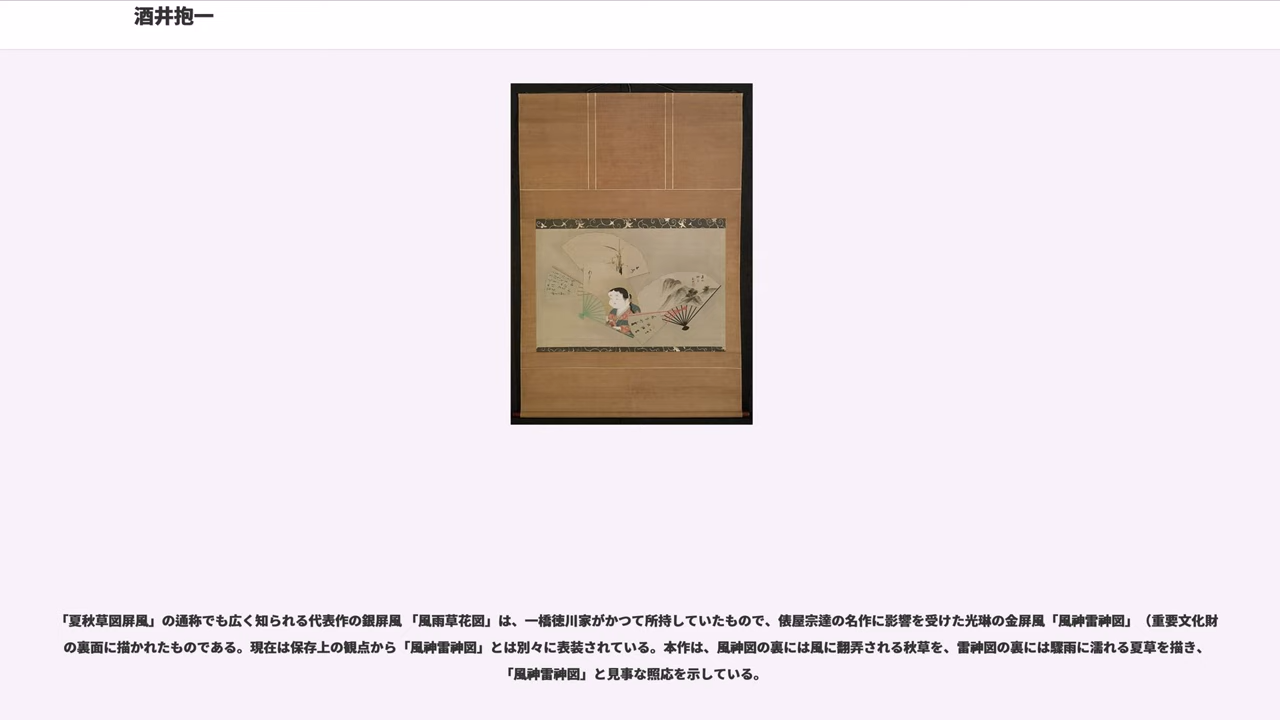 酒井抱一
「夏秋草図屏風」の通称でも広く知られる代表作の銀屏風 「風雨草花図」は、一橋徳川家がかつて所持していたもので、俵屋宗達の名作に影響を受けた光琳の金屏風「風神雷神図」（重要文化財
の裏面に描かれたものである。現在は保存上の観点から「風神雷神図」とは別々に表装されている。本作は、風神図の裏には風に翻弄される秋草を、雷神図の裏には驟雨に濡れる夏草を描き、
「風神雷神図」と見事な照応を示している。